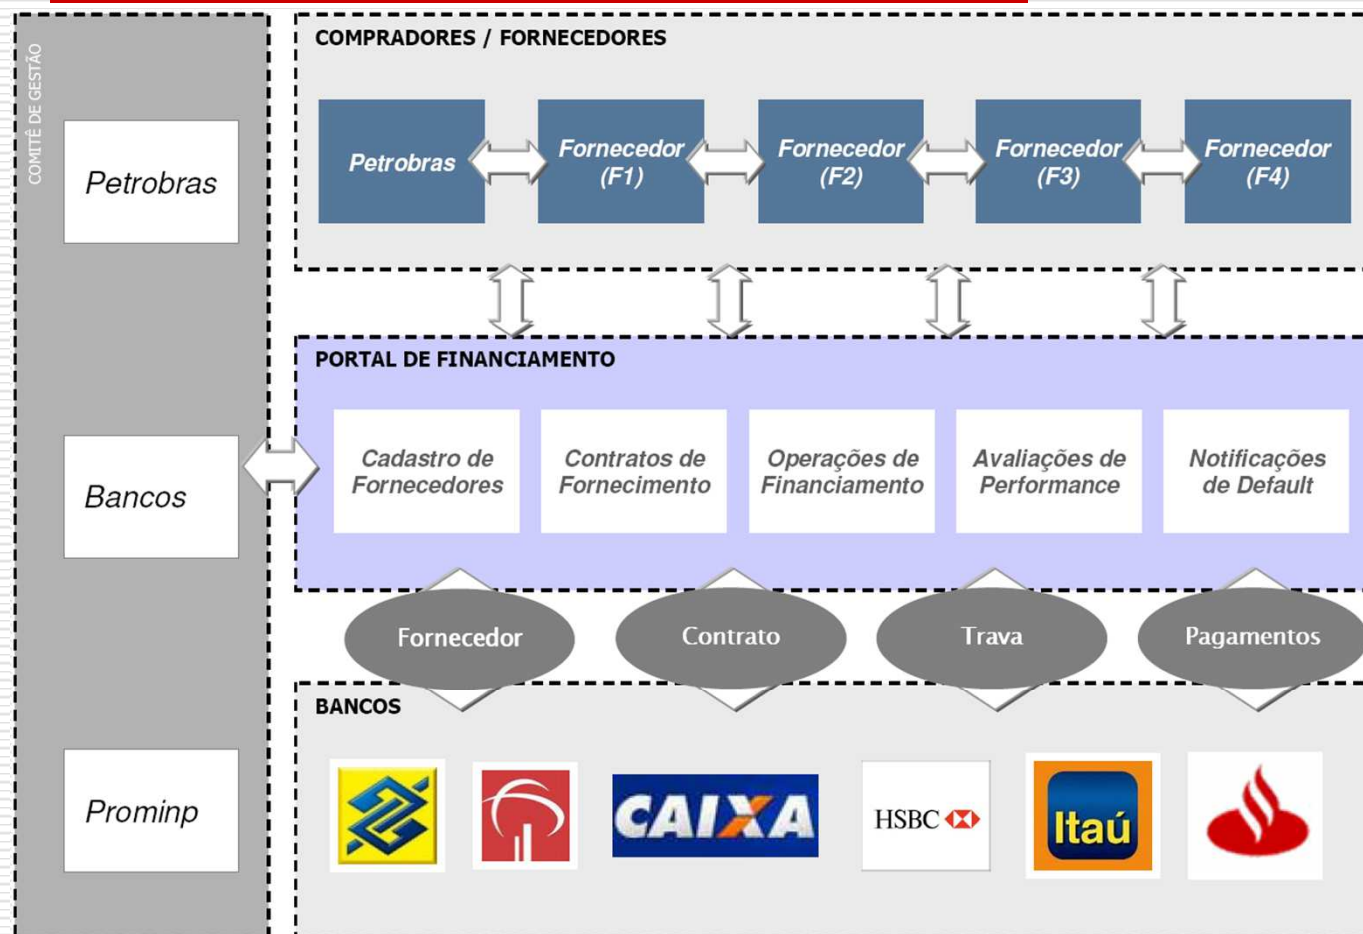 COMITÊ DE GESTÃO
Petrobras
Bancos
Prominp
COMPRADORES / FORNECEDORES
Petrobras
Fornecedor
(F1)
Fornecedor
(F2)
Fornecedor
(F3)
Fornecedor
(F4)
PORTAL DE FINANCIAMENTO
Cadastro de
Fornecedores
Contratos de
Fornecimento
Operações de
Financiamento
Avaliações de
Performance
Notificações
de Default
Fornecedor
Contrato
Trava
Pagamentos
BANCOS
CAIXA
HSBC
Itaú